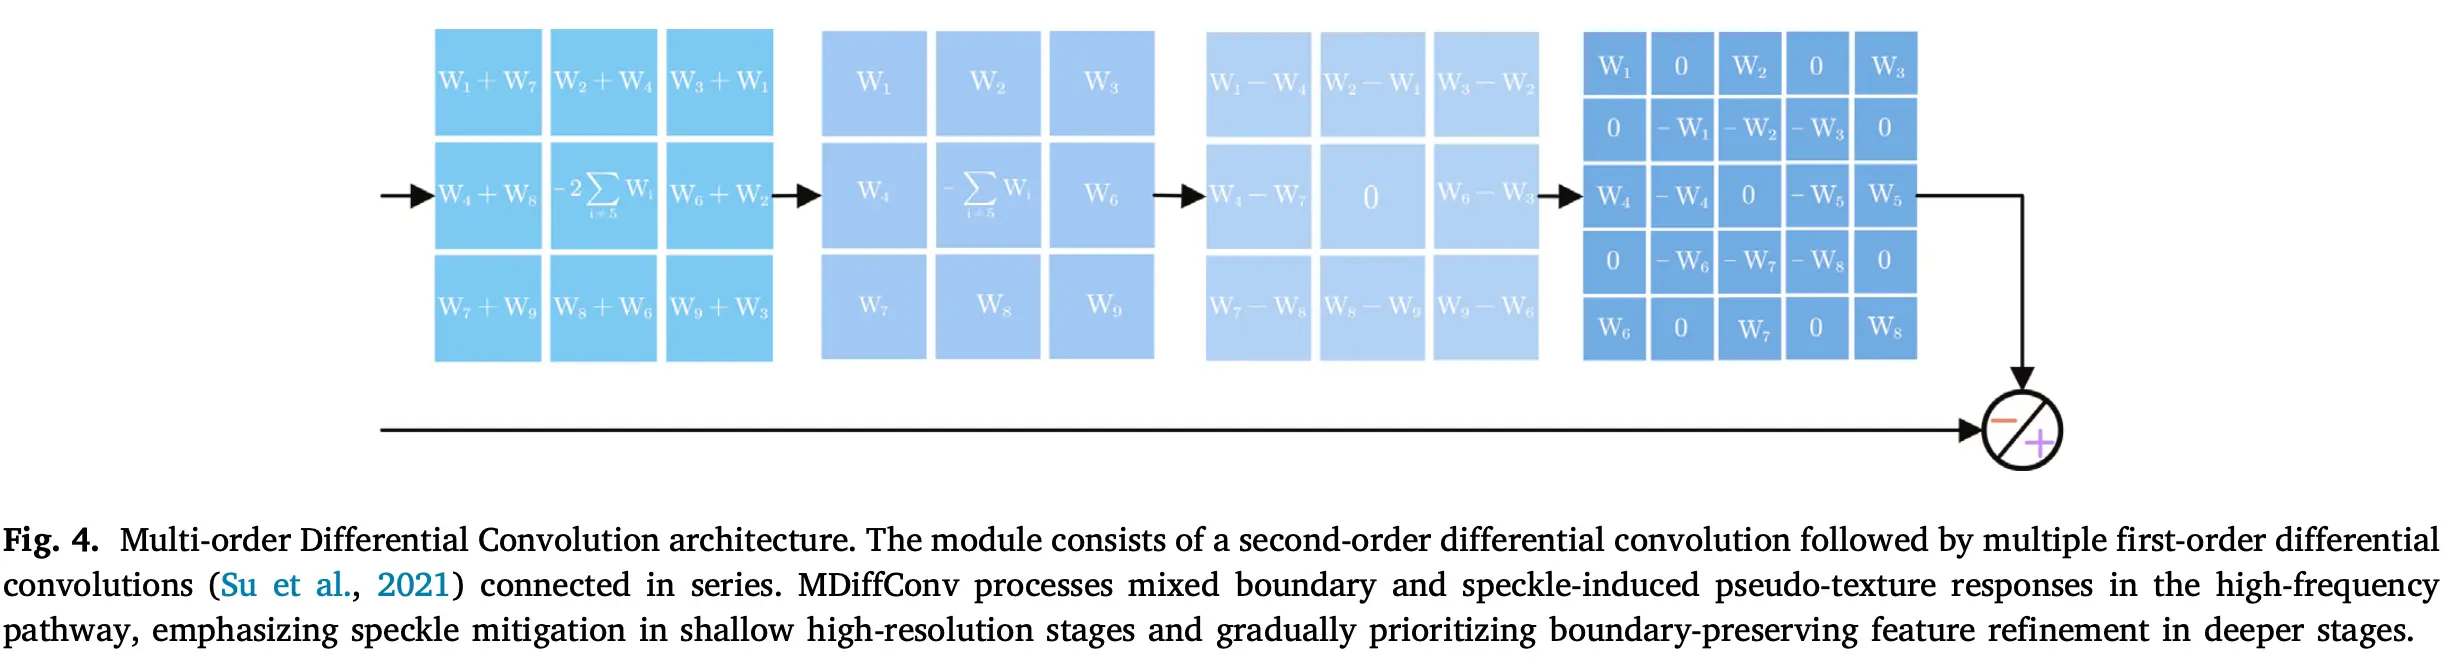 W₁ + W₇ W₂ + W₄ W₃ + W₁
W₄ + W₈ −2∑W_i i≠5 W₆ + W₂
W₇ + W₉ W₈ + W₆ W₉ + W₃
W₁ W₂ W₃
W₄ −∑W_i i≠5 W₆
W₇ W₈ W₉
W₁ − W₄ W₂ − W₁ W₃ − W₂
W₄ − W₇ 0 W₆ − W₃
W₇ − W₈ W₈ − W₉ W₉ − W₆
W₁ 0 W₂ 0 W₃
0 −W₁ −W₂ −W₃ 0
W₄ −W₄ 0 −W₅ W₅
0 −W₆ −W₇ −W₈ 0
W₆ 0 W₇ 0 W₈
− +
Fig. 4. Multi-order Differential Convolution architecture. The module consists of a second-order differential convolution followed by multiple first-order differential
convolutions (Su et al., 2021) connected in series. MDiffConv processes mixed boundary and speckle-induced pseudo-texture responses in the high-frequency
pathway, emphasizing speckle mitigation in shallow high-resolution stages and gradually prioritizing boundary-preserving feature refinement in deeper stages.